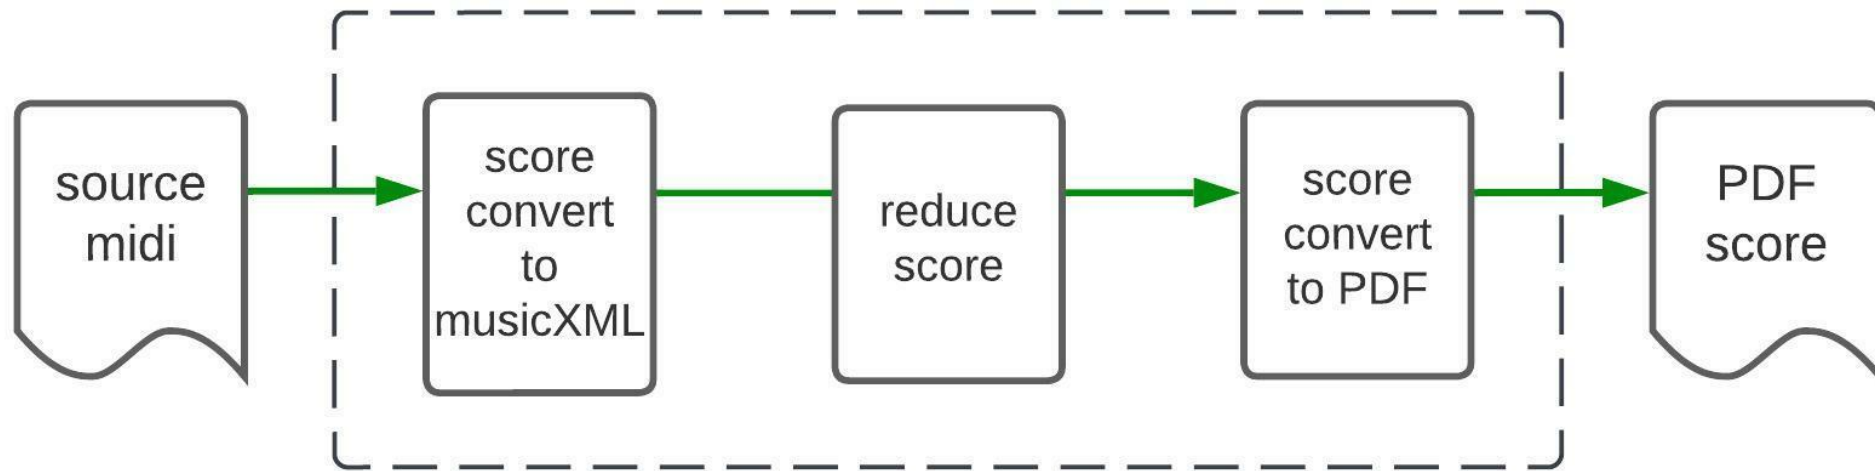 source
midi
score
convert
to
musicXML
reduce
score
score
convert
to PDF
PDF
score